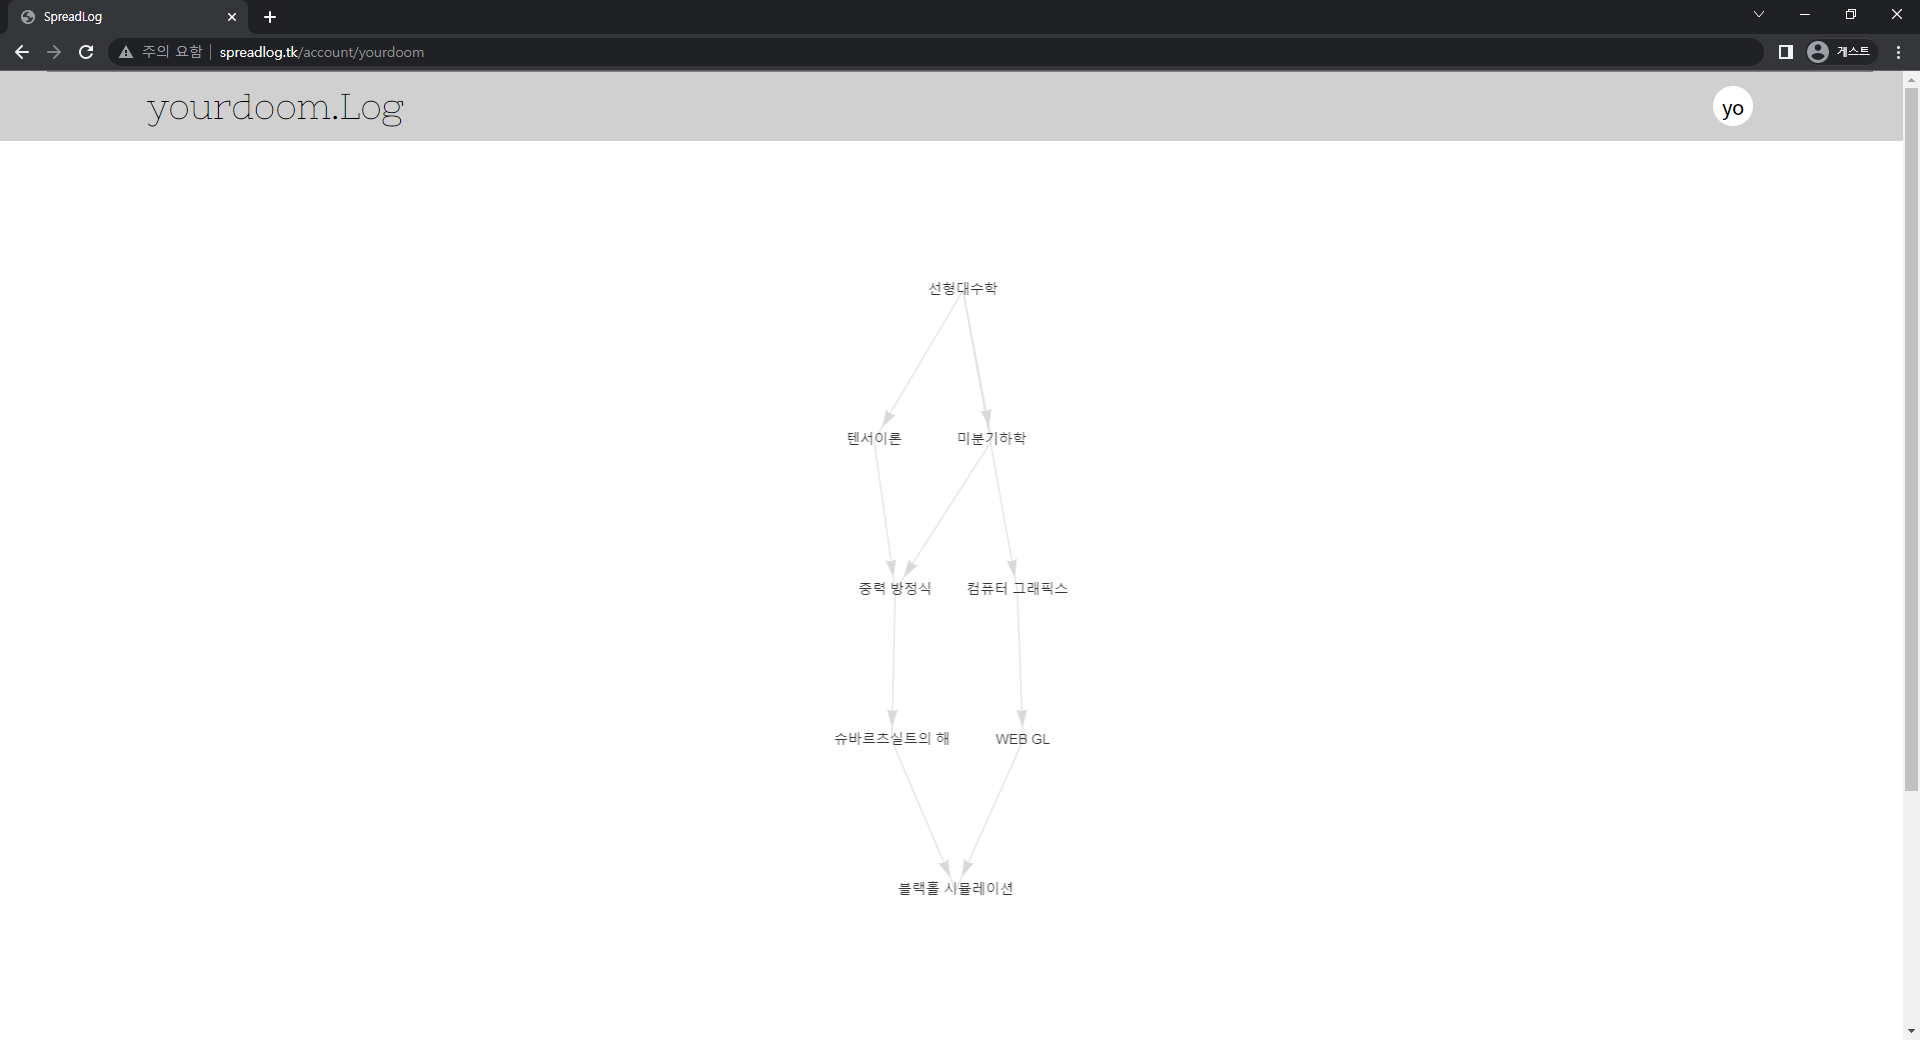 SpreadLog
주의 요함
spreadlog.tk/account/yourdoom
게스트
yourdoom.Log
yo
선형대수학
텐서이론
미분기하학
중력 방정식
컴퓨터 그래픽스
슈바르츠실트의 해
WEB GL
블랙홀 시뮬레이션